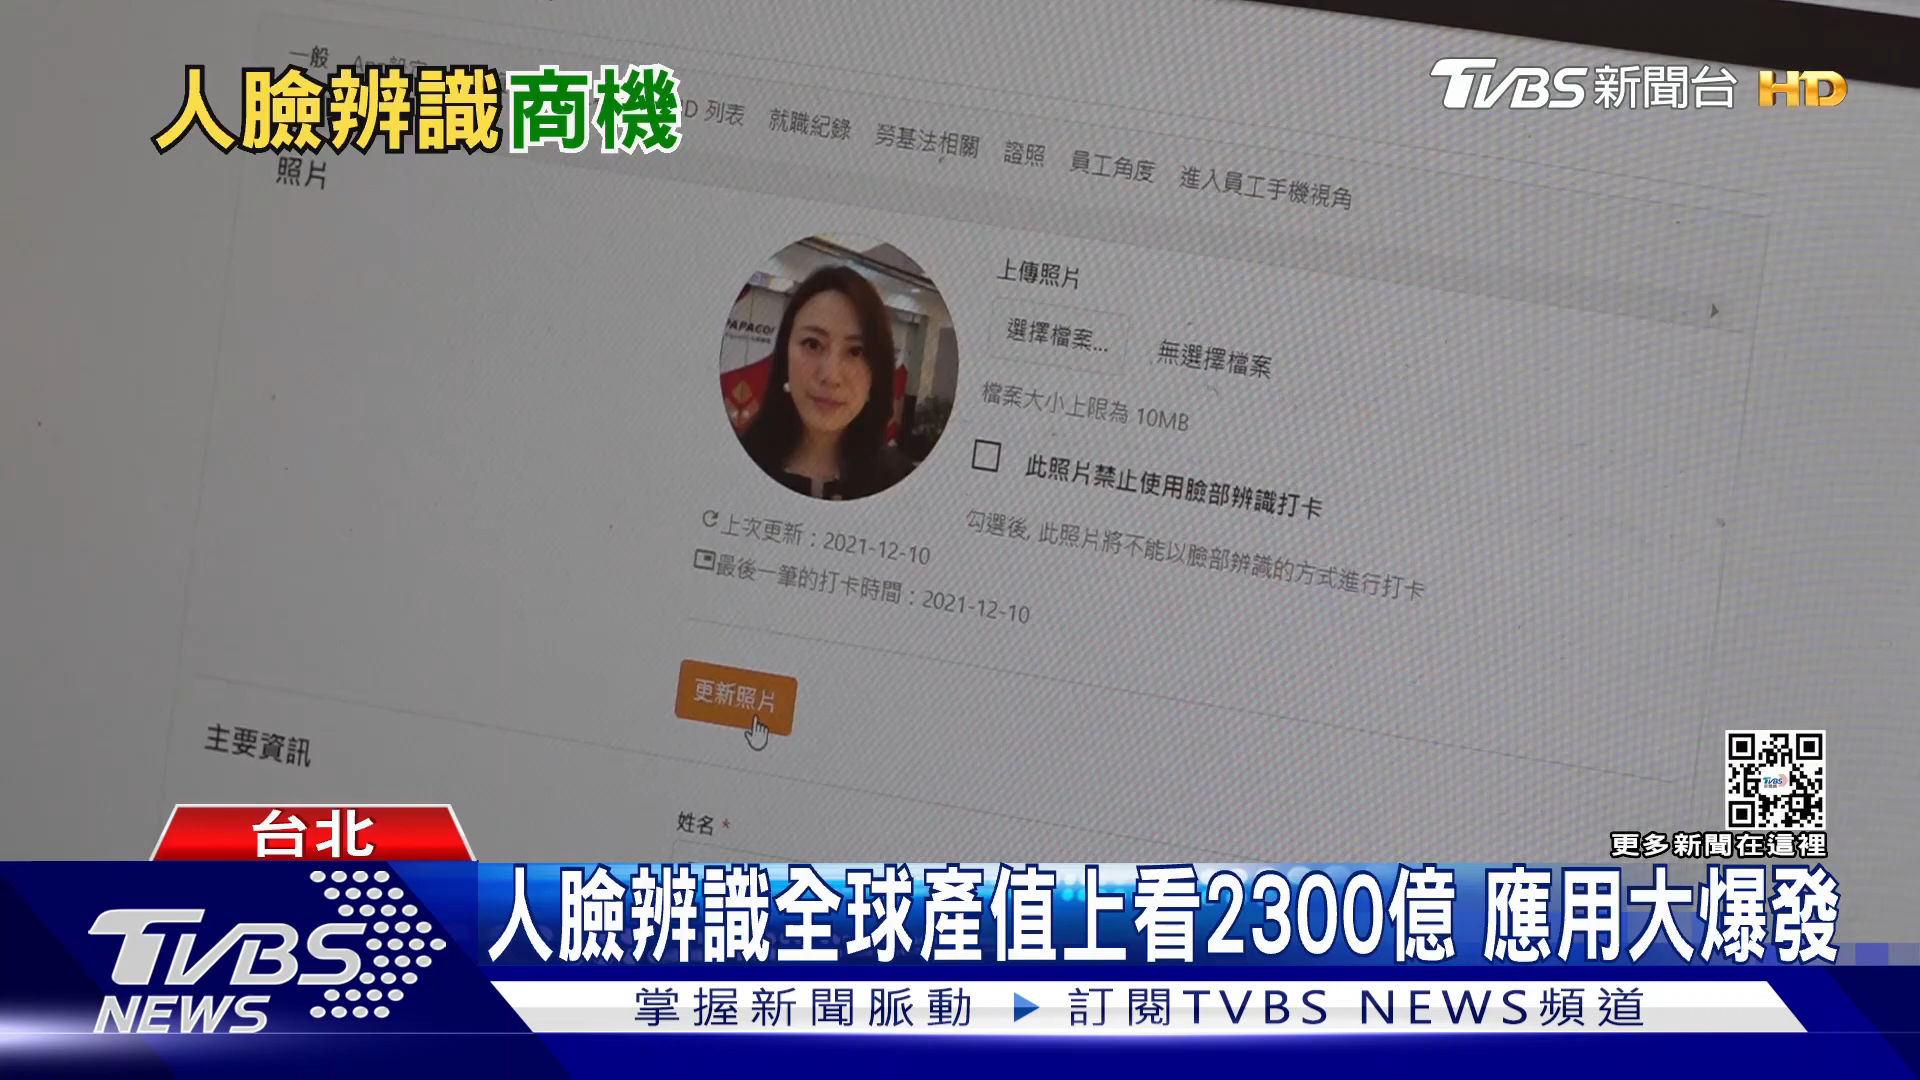 人臉辨識商機
TVBS新聞台 HD
一般
列表 就職紀錄 勞基法相關 證照 員工角度 進入員工手機視角
照片
上傳照片
選擇檔案... 無選擇檔案
檔案大小上限為 10MB
此照片禁止使用臉部辨識打卡
勾選後, 此照片將不能以臉部辨識的方式進行打卡
上次更新：2021-12-10
最後一筆的打卡時間：2021-12-10
更新照片
主要資訊
姓名 *
更多新聞在這裡
台北
人臉辨識全球產值上看2300億 應用大爆發
TVBS NEWS
掌握新聞脈動 ▶ 訂閱TVBS NEWS頻道